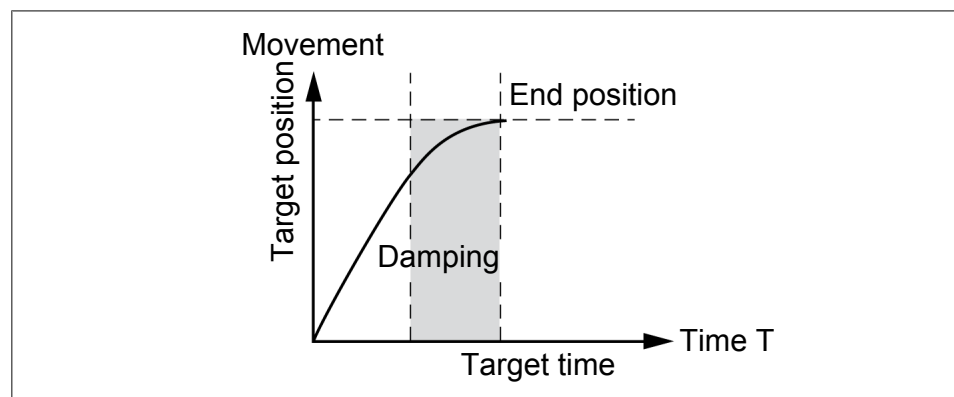 Movement
Target position
End position
Damping
Time T
Target time